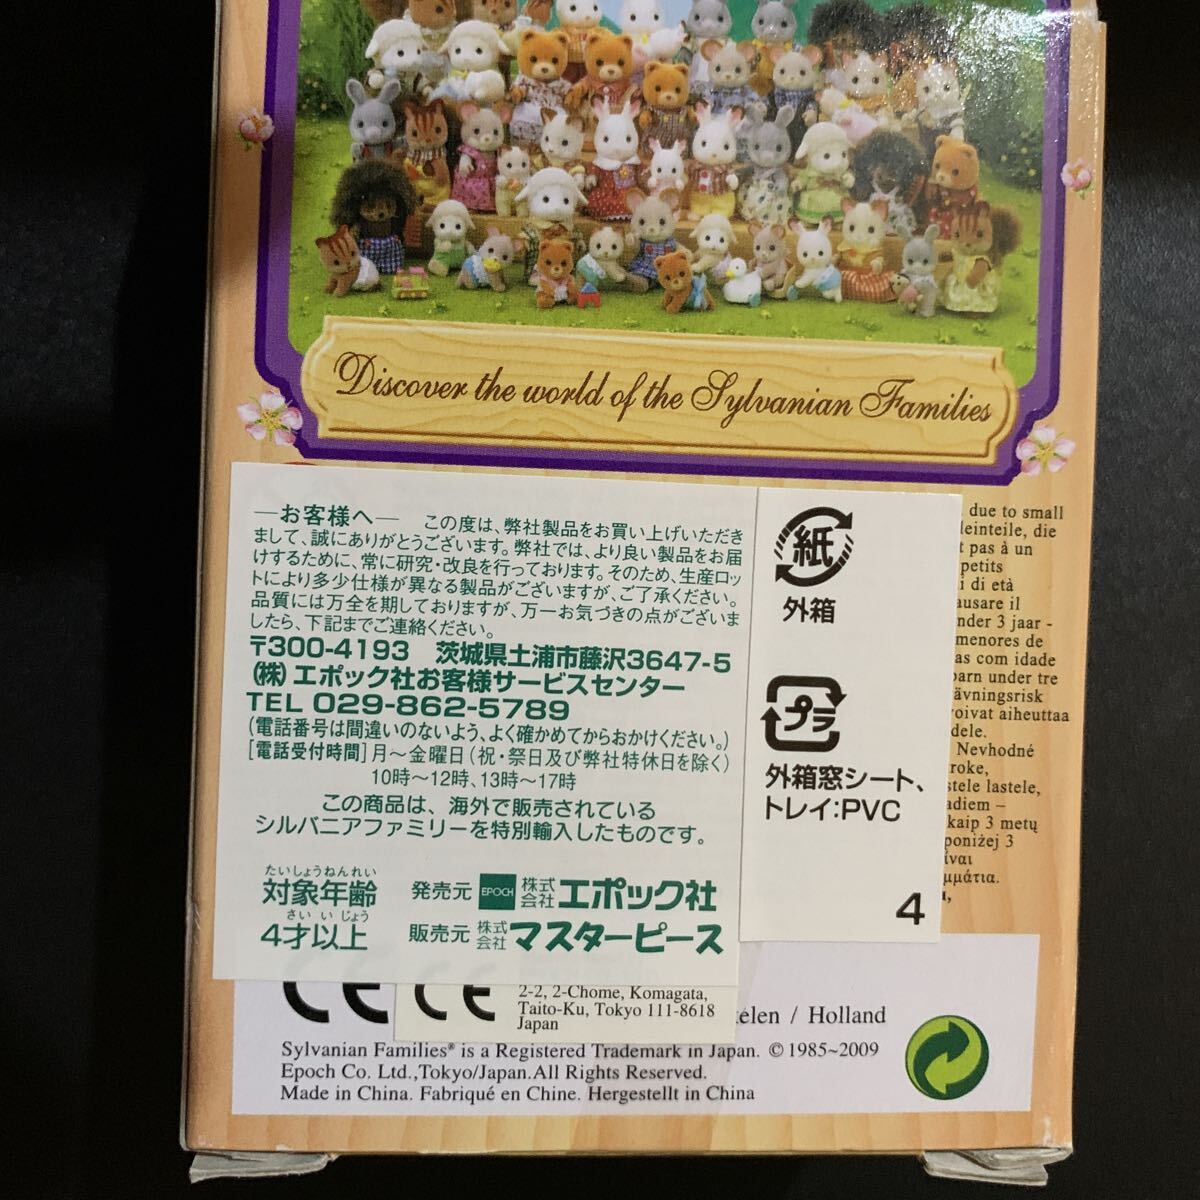 Discover the world of the Sylvanian Families
―お客様へ― この度は、弊社製品をお買い上げいただき
まして、誠にありがとうございます。弊社では、より良い製品をお届
けするために、常に研究・改良を行っております。そのため、生産ロッ
トにより多少仕様が異なる製品がございますが、ご了承ください。
品質には万全を期しておりますが、万一お気づきの点がございま
したら、下記までご連絡ください。
〒300-4193 茨城県土浦市藤沢3647-5
(株)エポック社お客様サービスセンター
TEL 029-862-5789
(電話番号は間違いのないよう、よく確かめてからおかけください。)
[電話受付時間]月〜金曜日(祝・祭日及び弊社特休日を除く)
10時〜12時、13時〜17時
この商品は、海外で販売されている
シルバニアファミリーを特別輸入したものです。
たいしょうねんれい
対象年齢
さいいじょう
4才以上
発売元 EPOCH 株式会社 エポック社
販売元 株式会社 マスターピース
紙
外箱
プラ
外箱窓シート、
トレイ:PVC
4
due to small
leinteile, die
t pas à un
petits
i di età
ausare il
nder 3 jaar -
menores de
as com idade
barn under tre
ävningsrisk
voivat aiheuttaa
dele.
Nevhodné
roke,
stele lastele,
adiem –
kaip 3 metų
poniżej 3
ίναι
μμάτια.
CE
CE
2-2, 2-Chome, Komagata,
Taito-Ku, Tokyo 111-8618
Japan
telen / Holland
Sylvanian Families® is a Registered Trademark in Japan. © 1985~2009
Epoch Co. Ltd.,Tokyo/Japan.All Rights Reserved.
Made in China. Fabriqué en Chine. Hergestellt in China